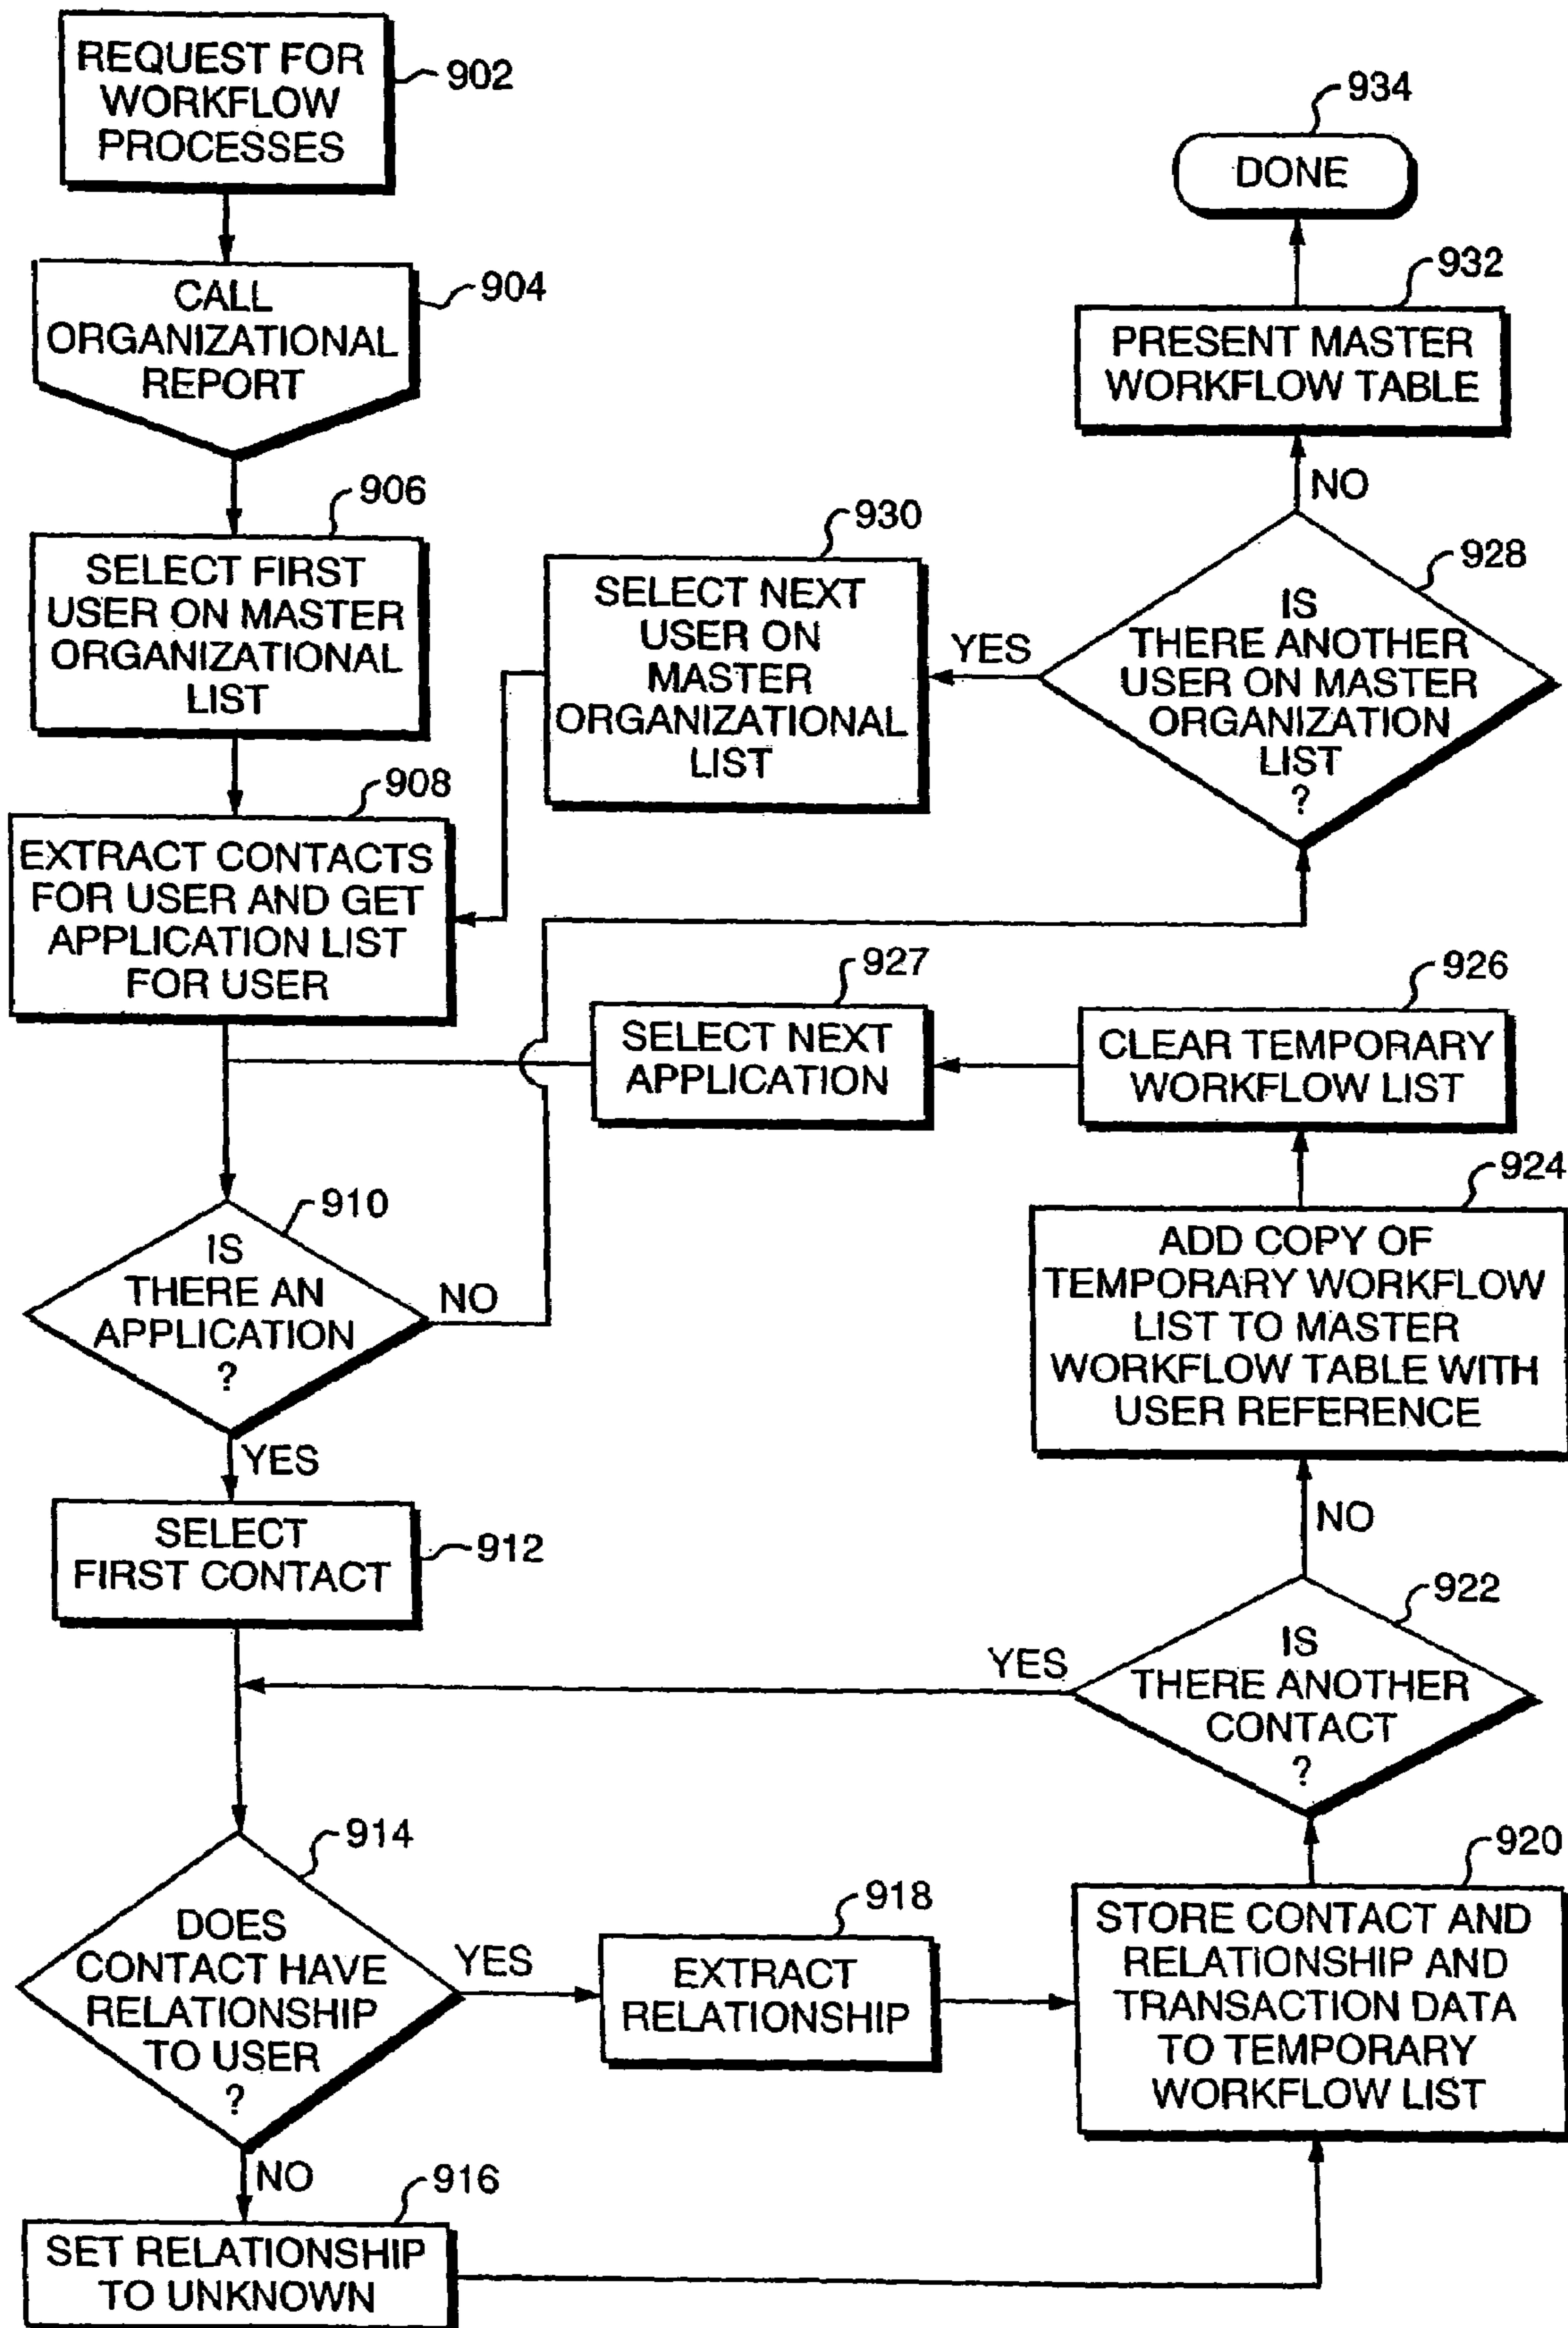 REQUEST FOR
WORKFLOW
PROCESSES
902
CALL
ORGANIZATIONAL
REPORT
904
906
SELECT FIRST
USER ON MASTER
ORGANIZATIONAL
LIST
908
EXTRACT CONTACTS
FOR USER AND GET
APPLICATION LIST
FOR USER
910
IS
THERE AN
APPLICATION
?
NO
YES
SELECT
FIRST CONTACT
912
914
DOES
CONTACT HAVE
RELATIONSHIP
TO USER
?
YES
NO
916
SET RELATIONSHIP
TO UNKNOWN
918
EXTRACT
RELATIONSHIP
920
STORE CONTACT AND
RELATIONSHIP AND
TRANSACTION DATA
TO TEMPORARY
WORKFLOW LIST
922
IS
THERE ANOTHER
CONTACT
?
YES
NO
924
ADD COPY OF
TEMPORARY WORKFLOW
LIST TO MASTER
WORKFLOW TABLE WITH
USER REFERENCE
926
CLEAR TEMPORARY
WORKFLOW LIST
927
SELECT NEXT
APPLICATION
928
IS
THERE ANOTHER
USER ON MASTER
ORGANIZATION
LIST
?
YES
NO
930
SELECT NEXT
USER ON
MASTER
ORGANIZATIONAL
LIST
932
PRESENT MASTER
WORKFLOW TABLE
934
DONE